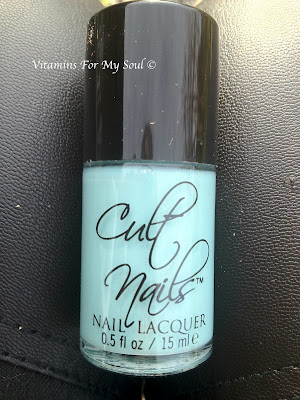 Vitamins For My Soul ©
Cult
Nails™
NAIL LACQUER
0.5 fl oz / 15 ml e